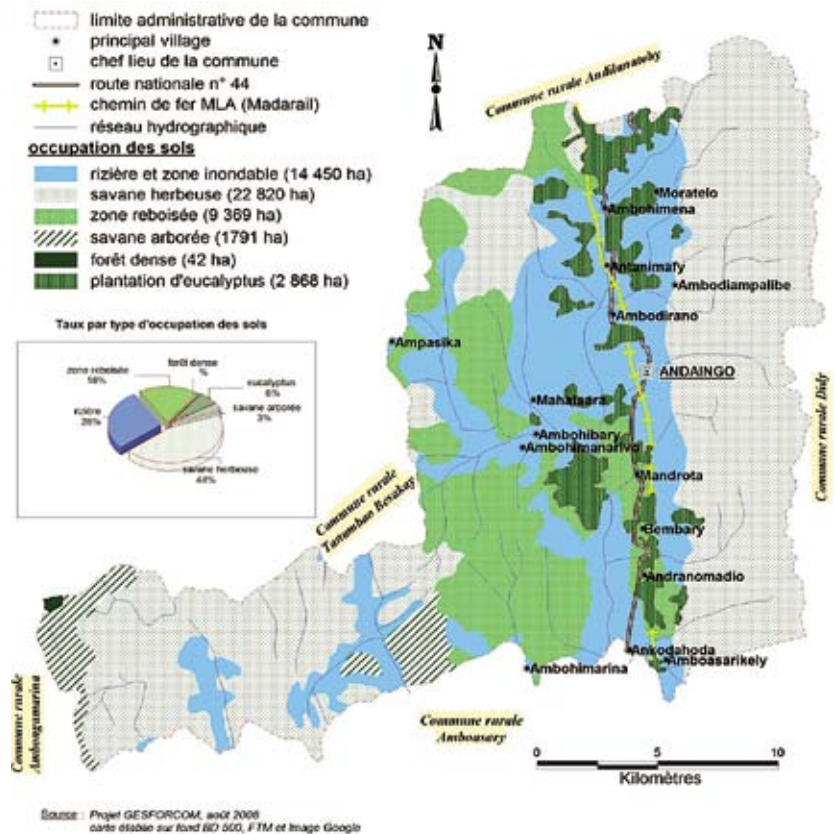 limite administrative de la commune
principal village
chef lieu de la commune
route nationale n° 44
chemin de fer MLA (Madarail)
réseau hydrographique
occupation des sols
rizière et zone inondable (14 450 ha)
savane herbeuse (22 820 ha)
zone reboisée (9 369 ha)
savane arborée (1791 ha)
forêt dense (42 ha)
plantation d'eucalyptus (2 868 ha)
Taux par type d'occupation des sols
zone reboisée
18%
forêt dense
%
eucalyptus
6%
savane arborée
3%
rizière
28%
savane herbeuse
44%
N
Commune rurale Andilanatoby
Moratelo
Ambohimena
Antanimafy
Ambodiampalibe
Ambodirano
Ampasika
ANDAINGO
Mahatsara
Ambohibary
Ambohimanarivo
Mandrota
Commune rurale Didy
Commune rurale
Tanambao Besakay
Bembary
Andranomadio
Ankodahoda
Amboasarikely
Ambohimarina
Commune rurale
Ambongamarina
Commune rurale
Amboasary
0 5 10
Kilomètres
Source : Projet GESFORCOM, août 2006
carte établie sur fond BD 500, FTM et Image Google